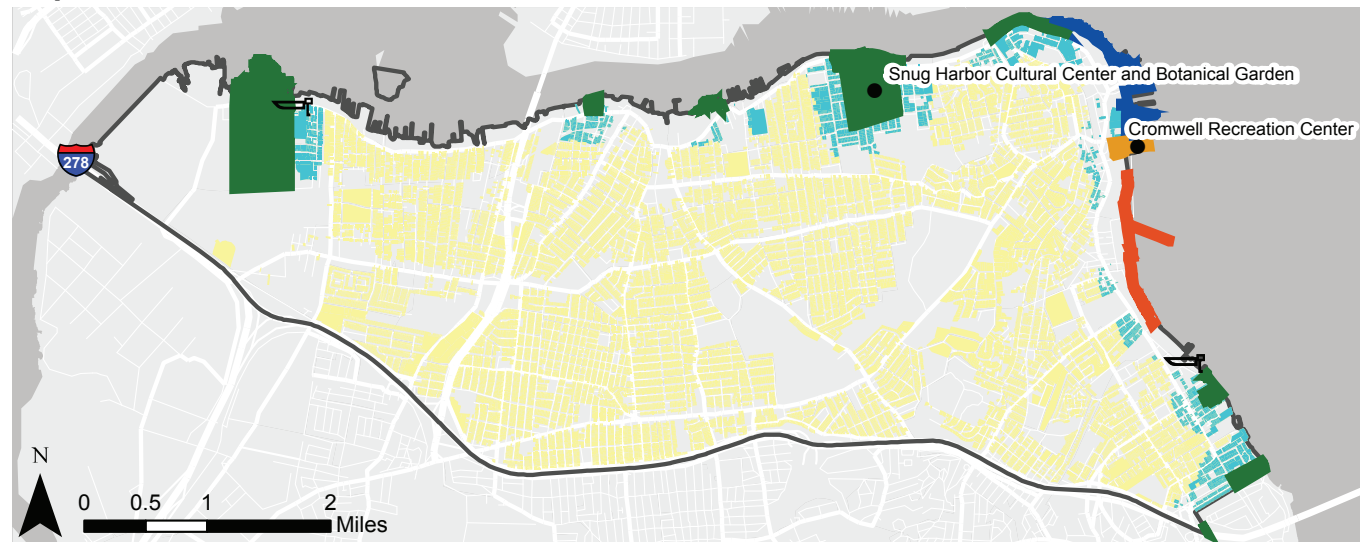 Snug Harbor Cultural Center and Botanical Garden
Cromwell Recreation Center
278
N
0 0.5 1 2
Miles